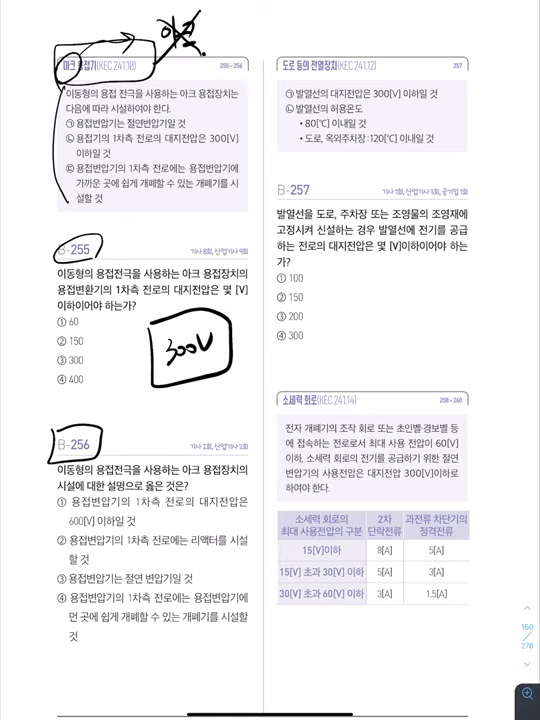 아크
아크 용접기(KEC 241.10) 255~256
이동형의 용접 전극을 사용하는 아크 용접장치는
다음에 따라 시설하여야 한다.
㉠ 용접변압기는 절연변압기일 것
㉡ 용접기의 1차측 전로의 대지전압은 300[V]
이하일 것
㉢ 용접변압기의 1차측 전로에는 용접변압기에
가까운 곳에 쉽게 개폐할 수 있는 개폐기를 시
설할 것
B-255 기사 8회, 산업기사 9회
이동형의 용접전극을 사용하는 아크 용접장치의
용접변환기의 1차측 전로의 대지전압은 몇 [V]
이하이어야 하는가?
① 60
② 150
③ 300
④ 400
300V
B-256 기사 2회, 산업기사 2회
이동형의 용접전극을 사용하는 아크 용접장치의
시설에 대한 설명으로 옳은 것은?
① 용접변압기의 1차측 전로의 대지전압은
600[V] 이하일 것
② 용접변압기의 1차측 전로에는 리액터를 시설
할 것
③ 용접변압기는 절연 변압기일 것
④ 용접변압기의 1차측 전로에는 용접변압기에
먼 곳에 쉽게 개폐할 수 있는 개폐기를 시설할
것
도로 등의 전열장치(KEC 241.12) 257
㉠ 발열선의 대지전압은 300[V] 이하일 것
㉡ 발열선의 허용온도
• 80[℃] 이내일 것
• 도로, 옥외주차장 : 120[℃] 이내일 것
B-257 기사 1회, 산업기사 3회, 공기업 1회
발열선을 도로, 주차장 또는 조영물의 조영재에
고정시켜 신설하는 경우 발열선에 전기를 공급
하는 전로의 대지전압은 몇 [V]이하이어야 하는
가?
① 100
② 150
③ 200
④ 300
소세력 회로(KEC 241.14) 258~260
전자 개폐기의 조작 회로 또는 초인벨·경보벨 등
에 접속하는 전로로서 최대 사용 전압이 60[V]
이하, 소세력 회로의 전기를 공급하기 위한 절연
변압기의 사용전압은 대지전압 300[V]이하로
하여야 한다.
소세력 회로의 2차 과전류 차단기의
최대 사용전압의 구분 단락전류 정격전류
15[V]이하 8[A] 5[A]
15[V] 초과 30[V] 이하 5[A] 3[A]
30[V] 초과 60[V] 이하 3[A] 1.5[A]
160
276